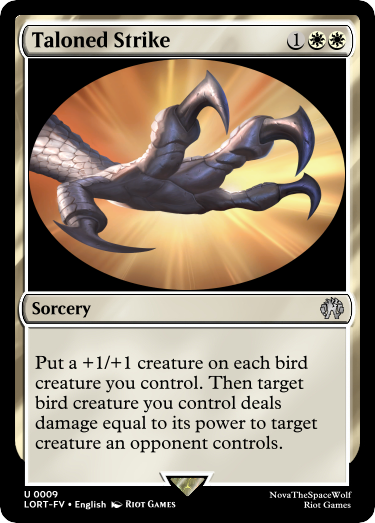 Taloned Strike 1
Sorcery
Put a +1/+1 creature on each bird
creature you control. Then target
bird creature you control deals
damage equal to its power to target
creature an opponent controls.
U 0009
LORT-FV • English Riot Games
NovaTheSpaceWolf
Riot Games